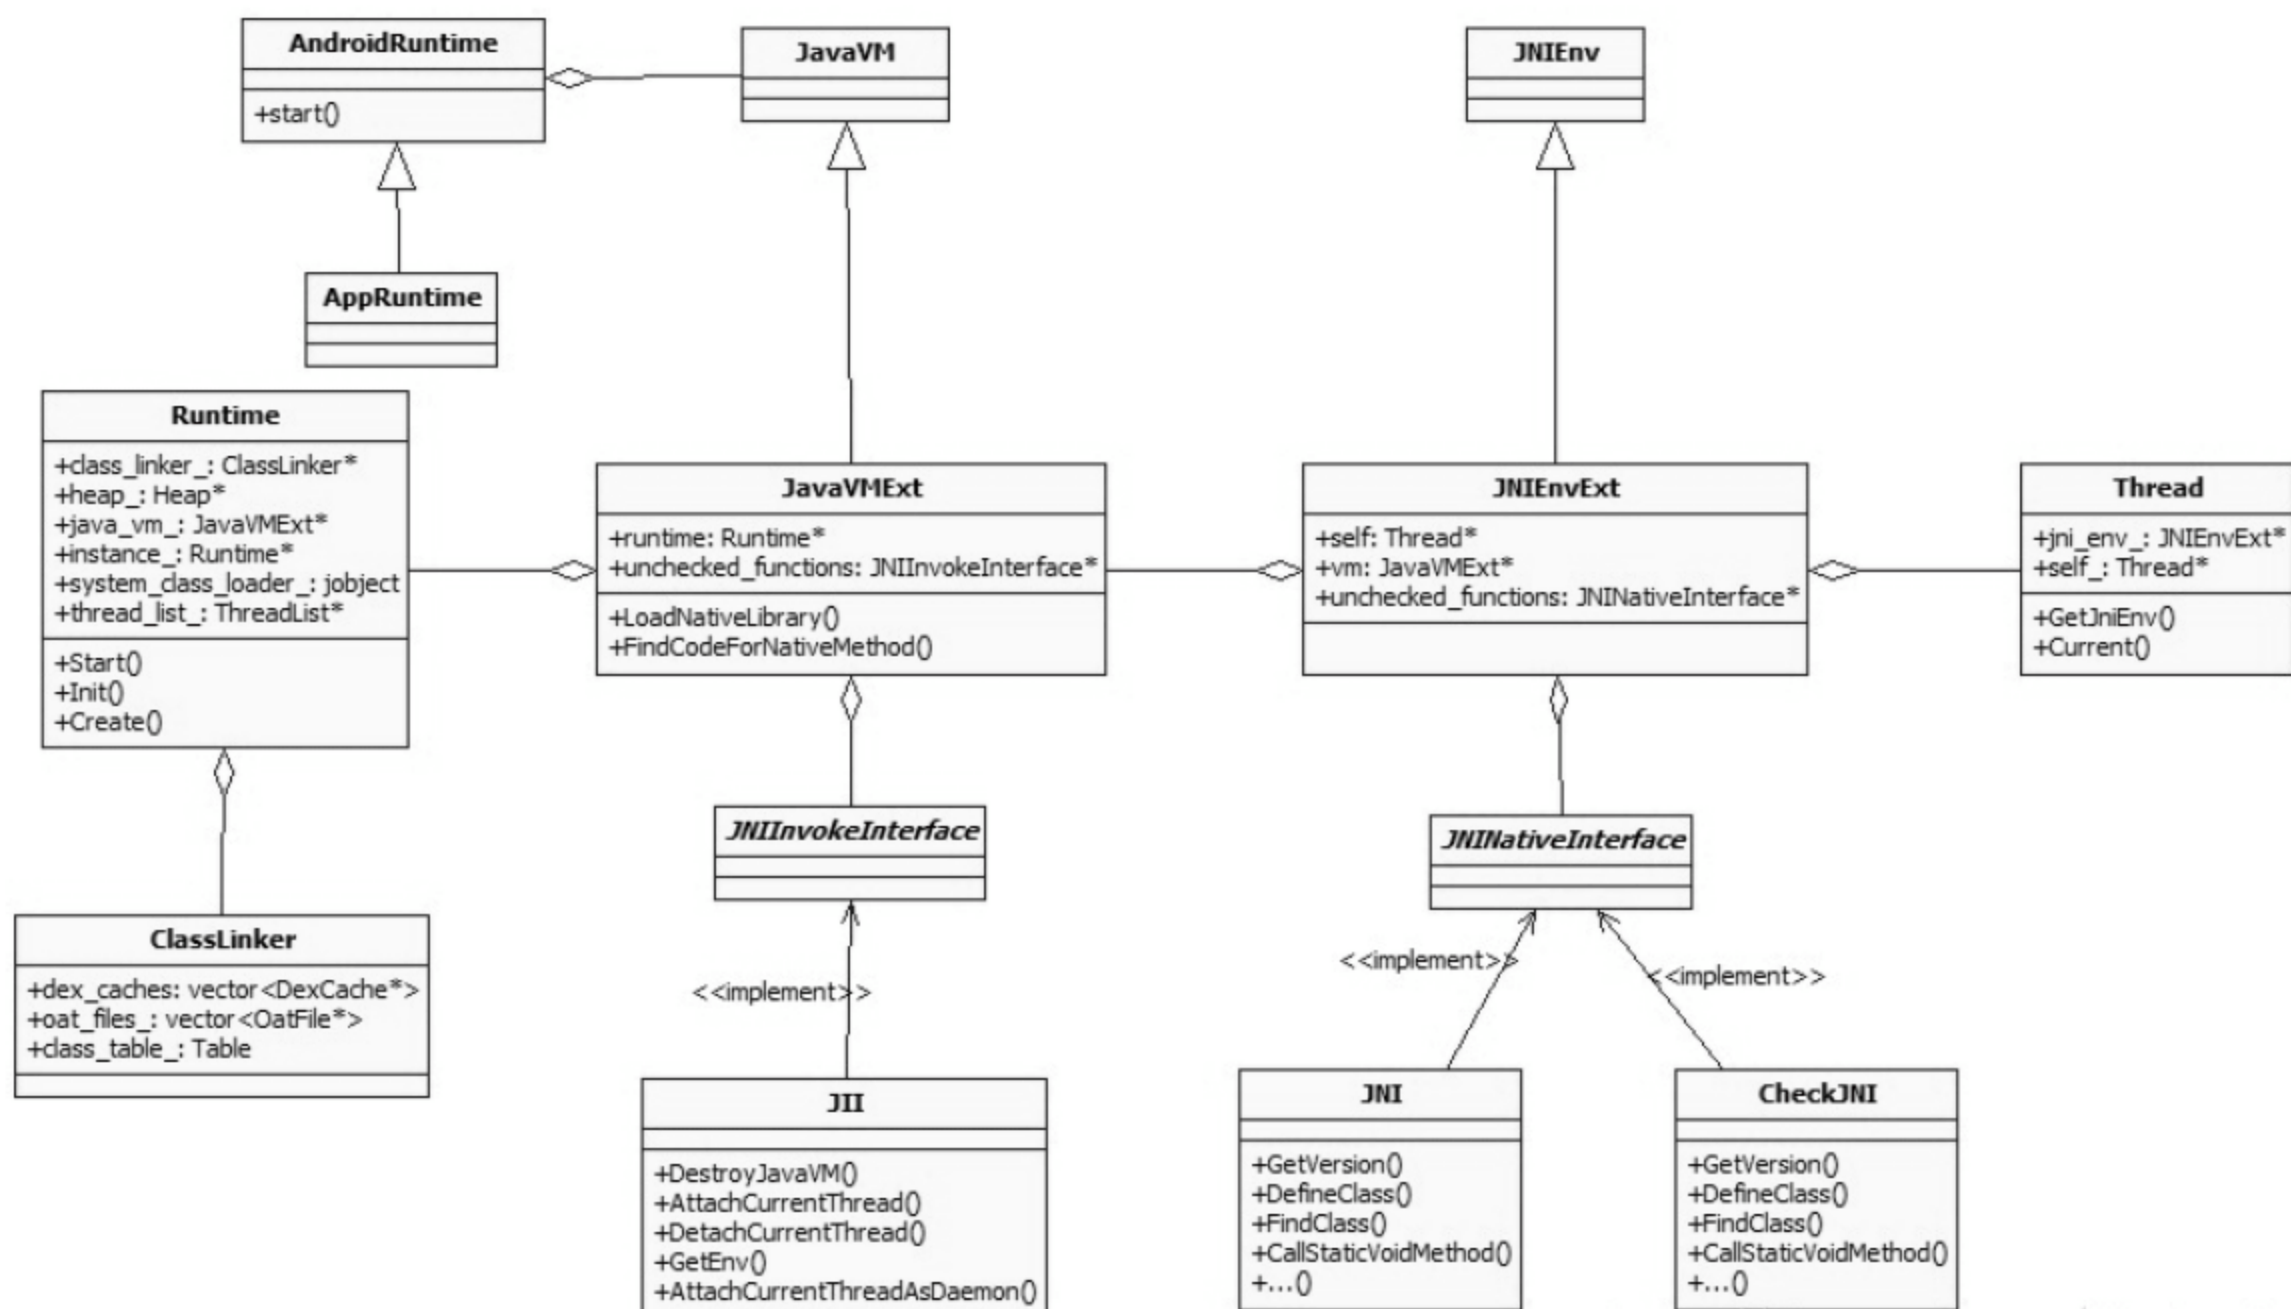 AndroidRuntime
+start()
JavaVM
JNIEnv
AppRuntime
Runtime
+class_linker_: ClassLinker*
+heap_: Heap*
+java_vm_: JavaVMExt*
+instance_: Runtime*
+system_class_loader_: jobject
+thread_list_: ThreadList*
+Start()
+Init()
+Create()
JavaVMExt
+runtime: Runtime*
+unchecked_functions: JNIInvokeInterface*
+LoadNativeLibrary()
+FindCodeForNativeMethod()
JNIEnvExt
+self: Thread*
+vm: JavaVMExt*
+unchecked_functions: JNINativeInterface*
Thread
+jni_env_: JNIEnvExt*
+self_: Thread*
+GetJniEnv()
+Current()
JNIInvokeInterface
JNINativeInterface
ClassLinker
+dex_caches: vector<DexCache*>
+oat_files_: vector<OatFile*>
+class_table_: Table
<<implement>>
<<implement>>
<<implement>>
JII
+DestroyJavaVM()
+AttachCurrentThread()
+DetachCurrentThread()
+GetEnv()
+AttachCurrentThreadAsDaemon()
JNI
+GetVersion()
+DefineClass()
+FindClass()
+CallStaticVoidMethod()
+...()
CheckJNI
+GetVersion()
+DefineClass()
+FindClass()
+CallStaticVoidMethod()
+...()